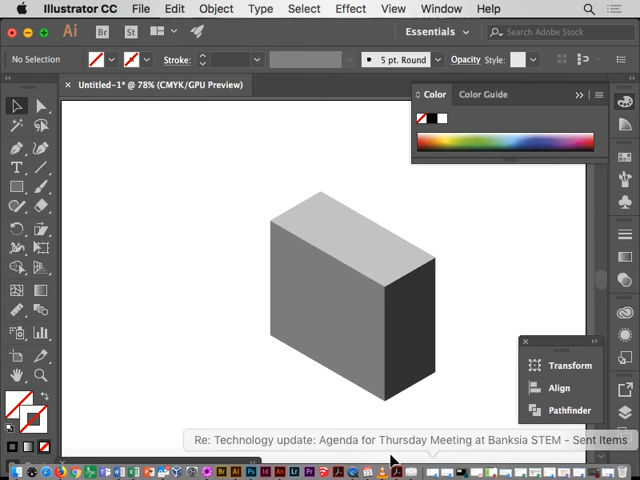 Illustrator CC File Edit Object Type Select Effect View Window Help
Ai Br St Essentials Search Adobe Stock
No Selection Stroke: 5 pt. Round Opacity Style:
Untitled-1* @ 78% (CMYK/GPU Preview)
Color Color Guide
Transform
Align
Pathfinder
Re: Technology update: Agenda for Thursday Meeting at Banksia STEM – Sent Items